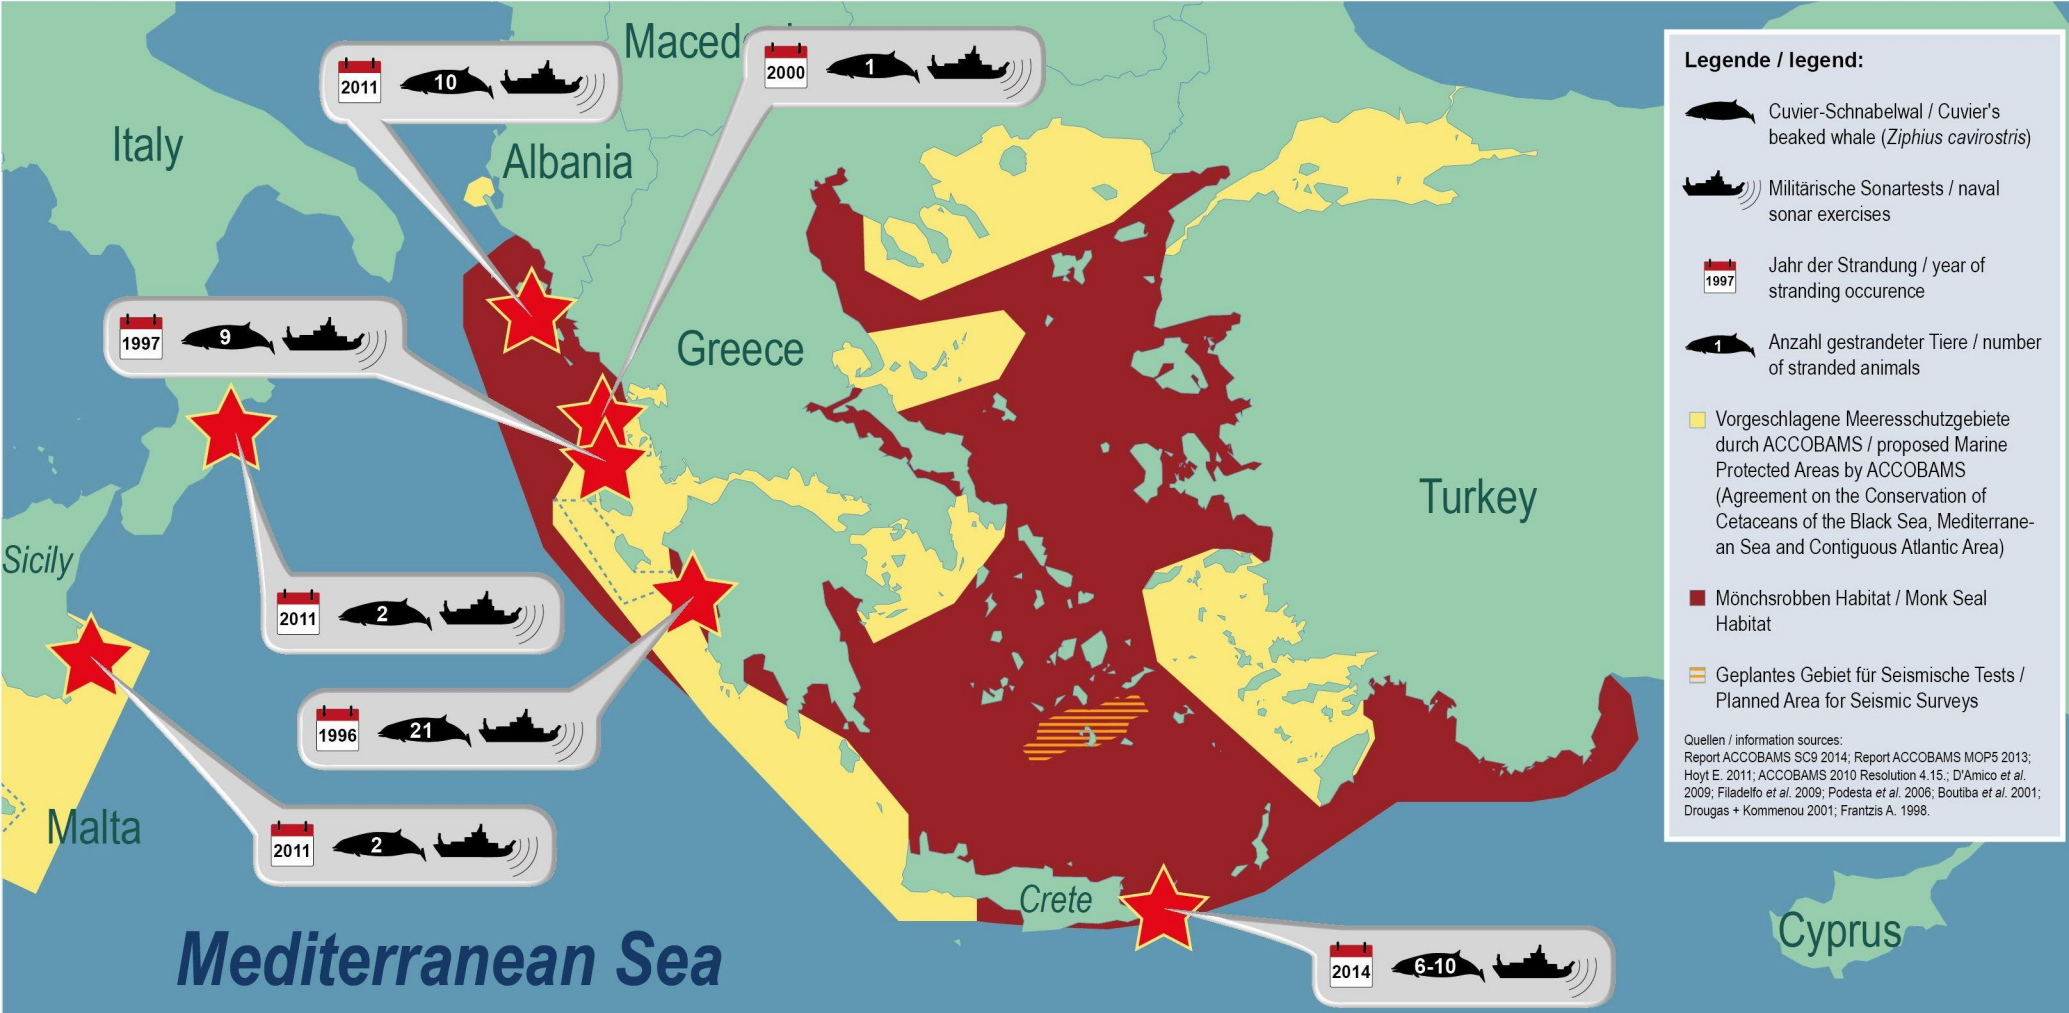 Maced
2011
10
2000
1
Italy
Albania
1997
9
Greece
Turkey
Sicily
2011
2
1996
21
Malta
2011
2
Crete
Cyprus
Mediterranean Sea
2014
6-10
Legende / legend:
Cuvier-Schnabelwal / Cuvier's
beaked whale (Ziphius cavirostris)
Militärische Sonartests / naval
sonar exercises
1997
Jahr der Strandung / year of
stranding occurence
1
Anzahl gestrandeter Tiere / number
of stranded animals
Vorgeschlagene Meeresschutzgebiete
durch ACCOBAMS / proposed Marine
Protected Areas by ACCOBAMS
(Agreement on the Conservation of
Cetaceans of the Black Sea, Mediterrane-
an Sea and Contiguous Atlantic Area)
Mönchsrobben Habitat / Monk Seal
Habitat
Geplantes Gebiet für Seismische Tests /
Planned Area for Seismic Surveys
Quellen / information sources:
Report ACCOBAMS SC9 2014; Report ACCOBAMS MOP5 2013;
Hoyt E. 2011; ACCOBAMS 2010 Resolution 4.15.; D'Amico et al.
2009; Filadelfo et al. 2009; Podesta et al. 2006; Boutiba et al. 2001;
Drougas + Kommenou 2001; Frantzis A. 1998.